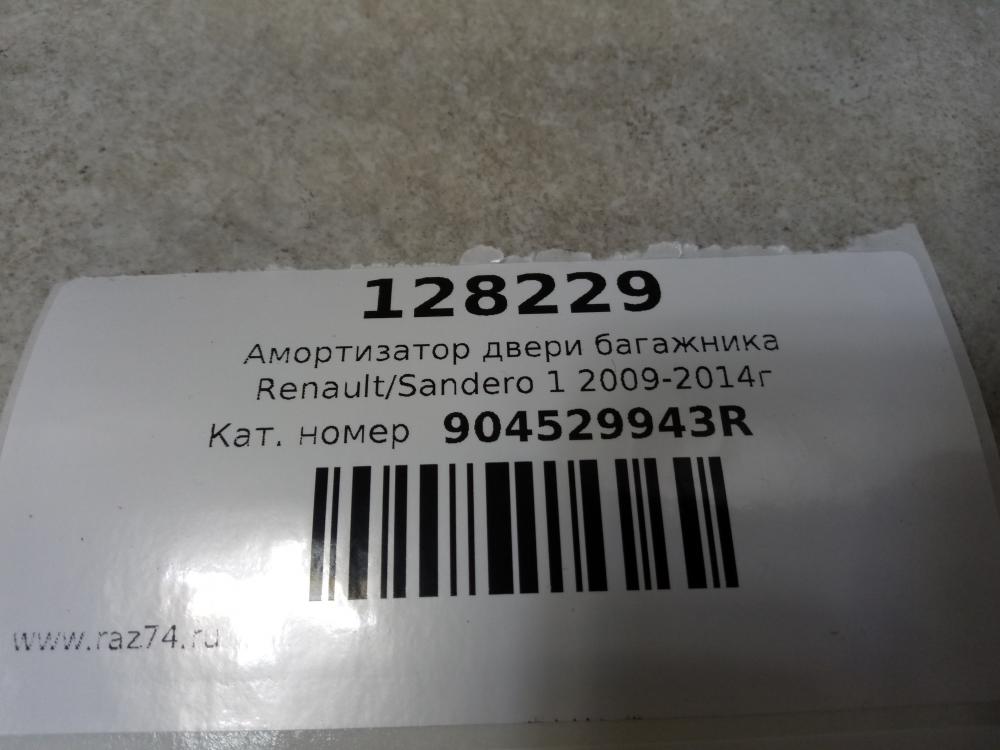 128229
Амортизатор двери багажника
Renault/Sandero 1 2009-2014г
Кат. номер 904529943R
www.raz74.ru